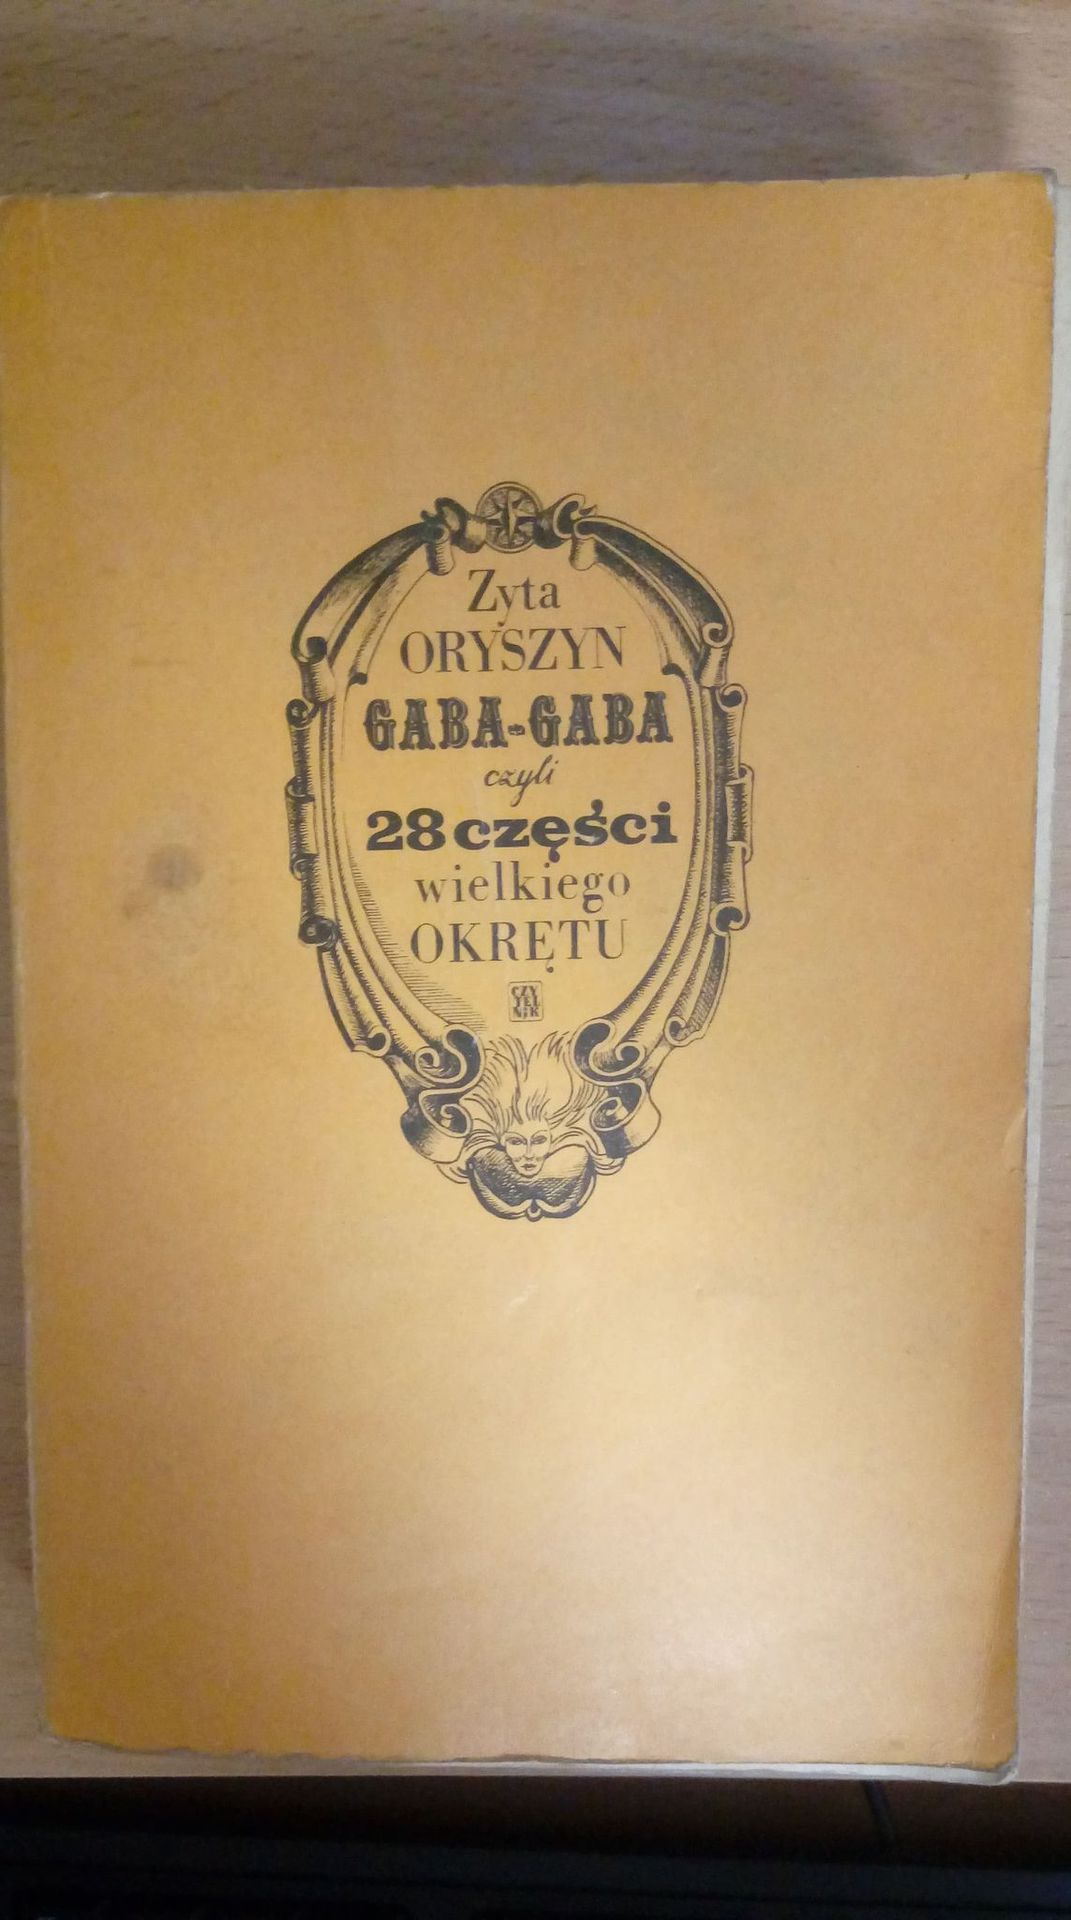 Zyta
ORYSZYN
GABA-GABA
czyli
28 części
wielkiego
OKRĘTU
CZY
TEL
NIK